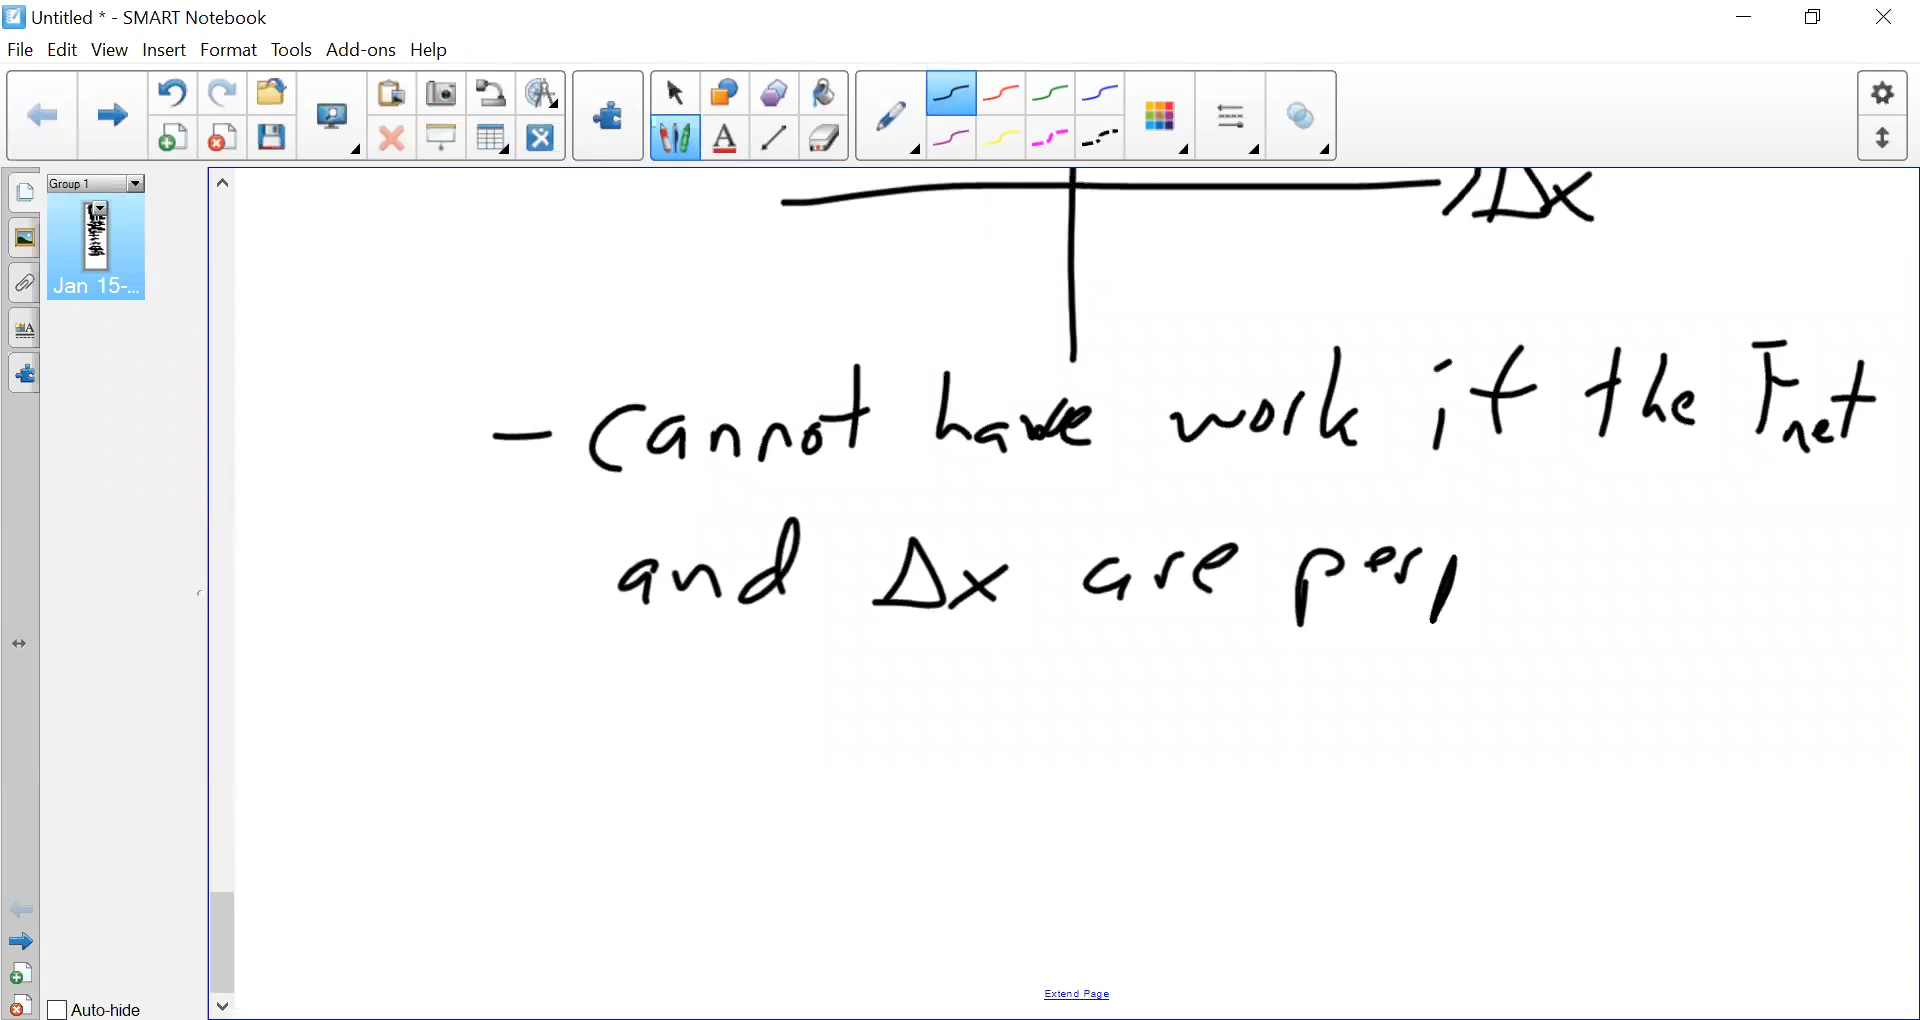 Untitled * - SMART Notebook
File Edit View Insert Format Tools Add-ons Help
Group 1
Jan 15-...
Δx
- cannot have work if the Fnet
and Δx are perp
Extend Page
Auto-hide